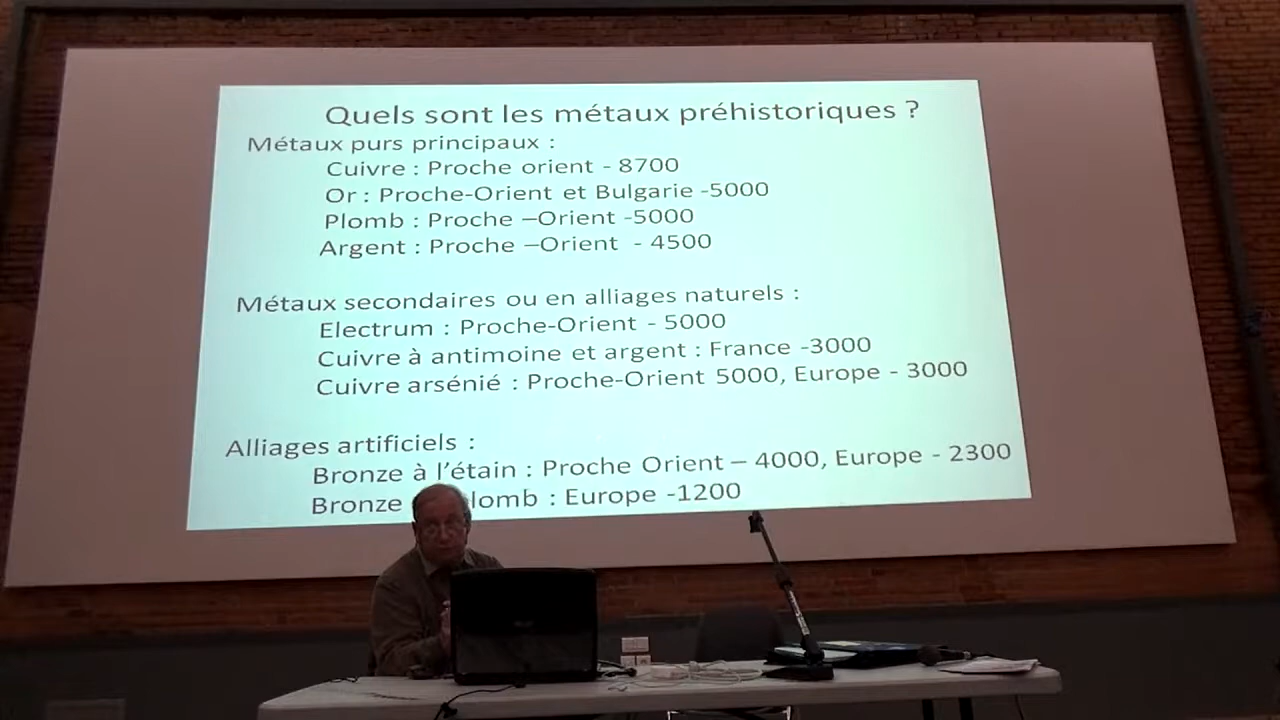 Quels sont les métaux préhistoriques ?
Métaux purs principaux :
Cuivre : Proche orient - 8700
Or : Proche-Orient et Bulgarie -5000
Plomb : Proche –Orient -5000
Argent : Proche –Orient - 4500
Métaux secondaires ou en alliages naturels :
Electrum : Proche-Orient - 5000
Cuivre à antimoine et argent : France -3000
Cuivre arsénié : Proche-Orient 5000, Europe - 3000
Alliages artificiels :
Bronze à l'étain : Proche Orient – 4000, Europe - 2300
Bronze lomb : Europe -1200